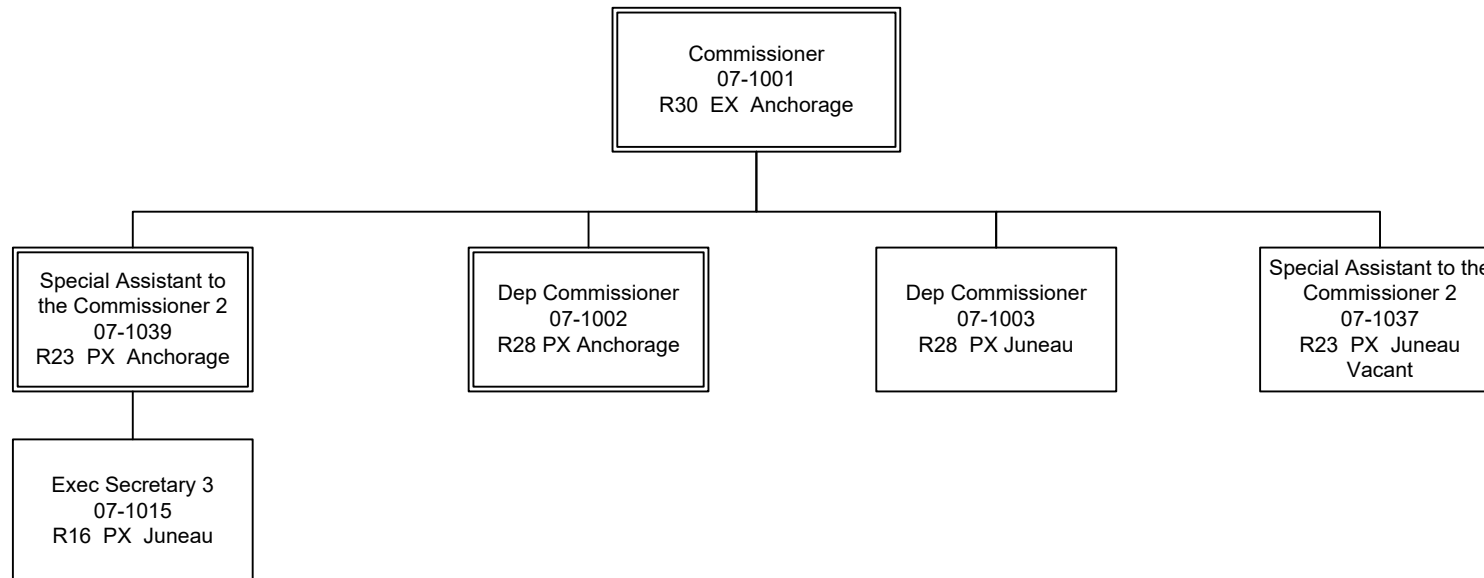 Commissioner
07-1001
R30 EX Anchorage
Special Assistant to
the Commissioner 2
07-1039
R23 PX Anchorage
Dep Commissioner
07-1002
R28 PX Anchorage
Dep Commissioner
07-1003
R28 PX Juneau
Special Assistant to the
Commissioner 2
07-1037
R23 PX Juneau
Vacant
Exec Secretary 3
07-1015
R16 PX Juneau